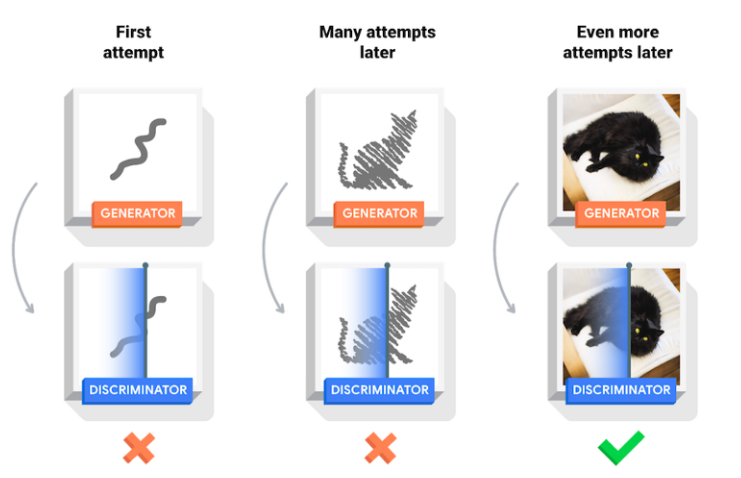 First
attempt
Many attempts
later
Even more
attempts later
GENERATOR
GENERATOR
GENERATOR
DISCRIMINATOR
DISCRIMINATOR
DISCRIMINATOR